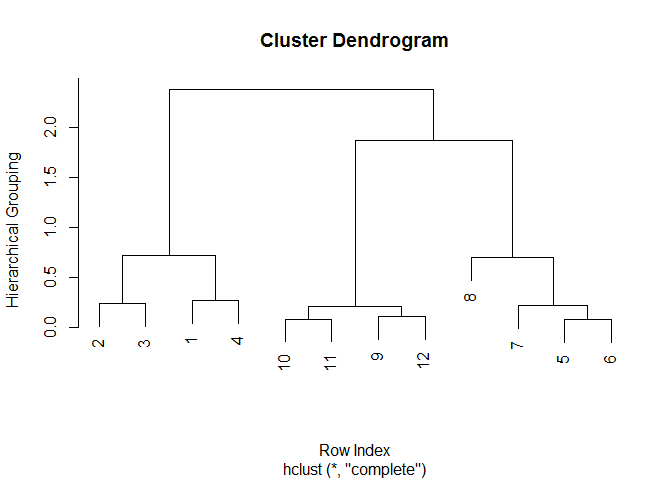 Cluster Dendrogram
Hierarchical Grouping
2.0
1.5
1.0
0.5
0.0
2 3 1 4 10 11 9 12 8 7 5 6
Row Index
hclust (*, "complete")